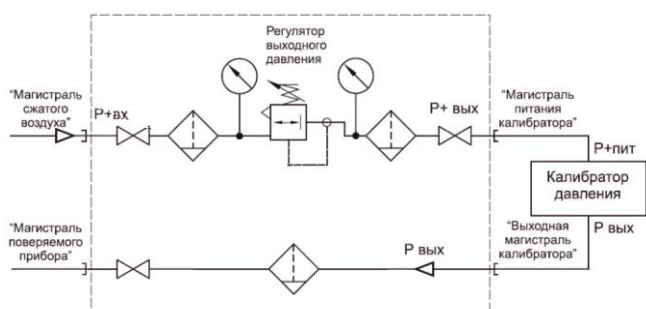 Регулятор
выходного
давления
"Магистраль
сжатого
воздуха"
P+вх
P+ вых
"Магистраль
питания
калибратора"
P+пит
Калибратор
давления
P вых
"Магистраль
поверяемого
прибора"
P вых
"Выходная
магистраль
калибратора"